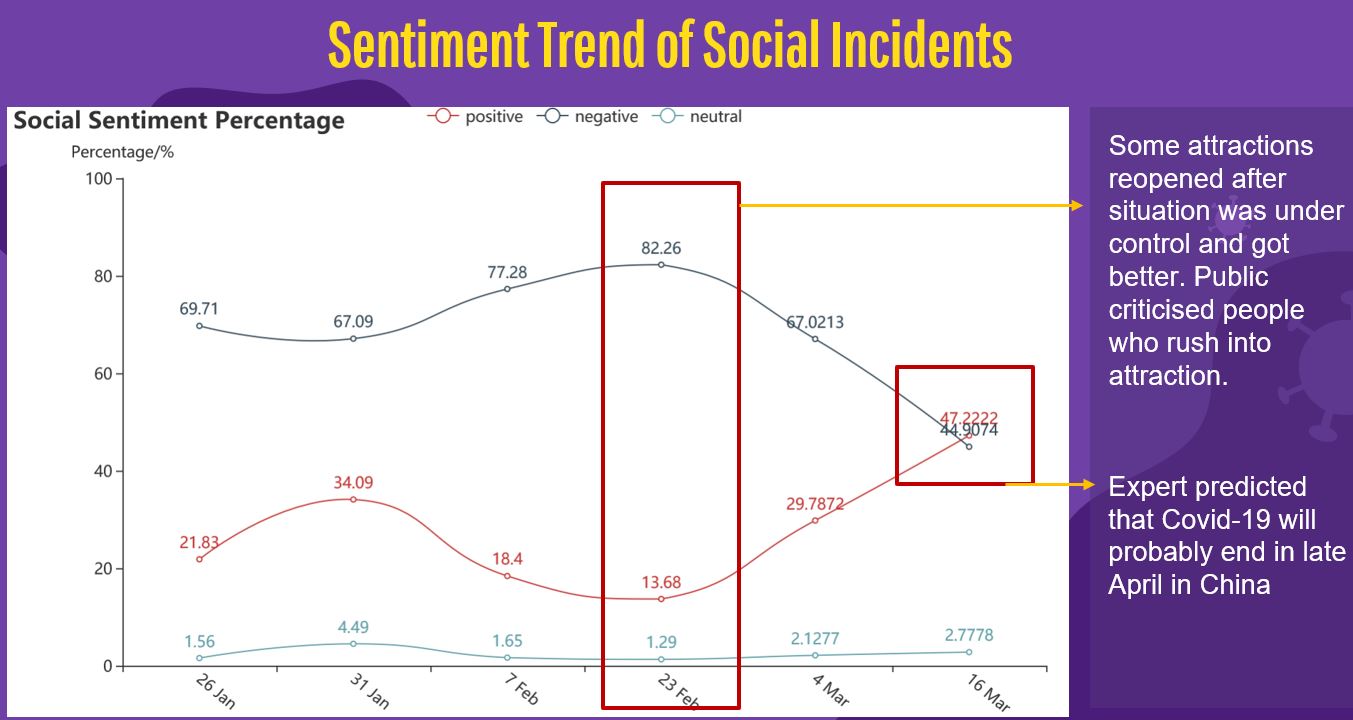 Sentiment Trend of Social Incidents
Social Sentiment Percentage
positive negative neutral
Percentage/%
100
80
60
40
20
0
69.71
67.09
77.28
82.26
67.0213
44.9074
21.83
34.09
18.4
13.68
29.7872
47.2222
1.56
4.49
1.65
1.29
2.1277
2.7778
26 Jan
31 Jan
7 Feb
23 Feb
4 Mar
16 Mar
Some attractions
reopened after
situation was under
control and got
better. Public
criticised people
who rush into
attraction.
Expert predicted
that Covid-19 will
probably end in late
April in China